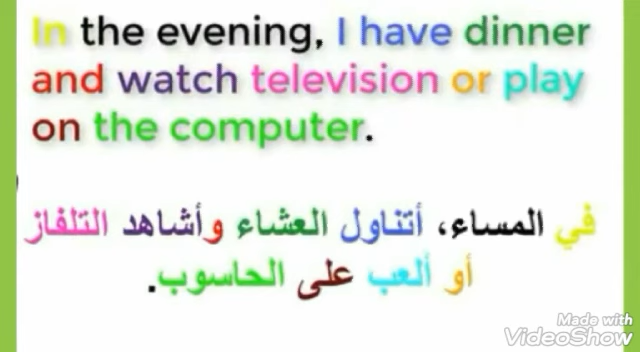 In the evening, I have dinner
and watch television or play
on the computer.
في المساء، أتناول العشاء وأشاهد التلفاز
أو ألعب على الحاسوب.
Made with
VideoShow